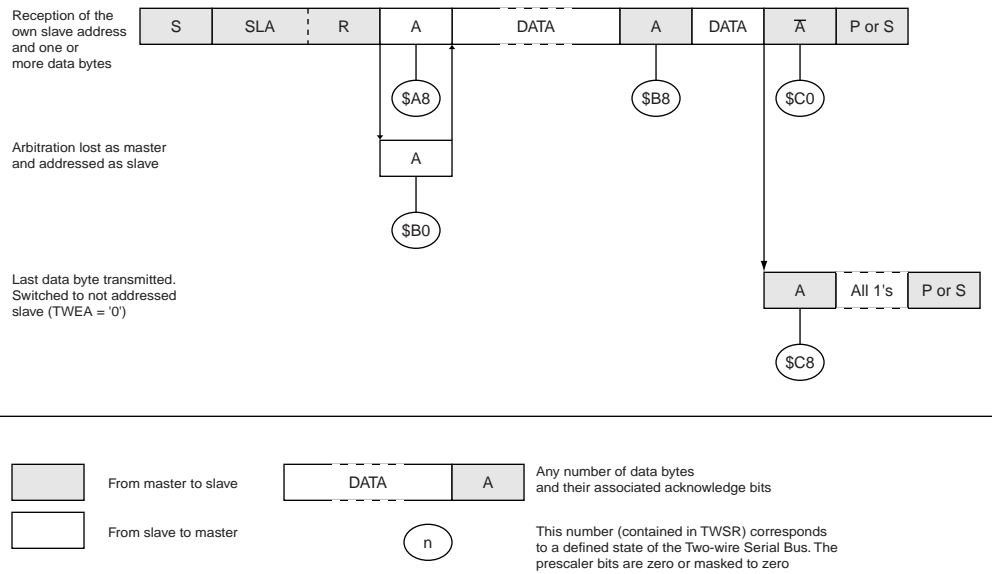 Reception of the
own slave address
and one or
more data bytes
S SLA R A DATA A DATA A̅ P or S
$A8 $B8 $C0
Arbitration lost as master
and addressed as slave
A
$B0
Last data byte transmitted.
Switched to not addressed
slave (TWEA = '0')
A All 1's P or S
$C8
From master to slave
DATA A
Any number of data bytes
and their associated acknowledge bits
From slave to master
n
This number (contained in TWSR) corresponds
to a defined state of the Two-wire Serial Bus. The
prescaler bits are zero or masked to zero